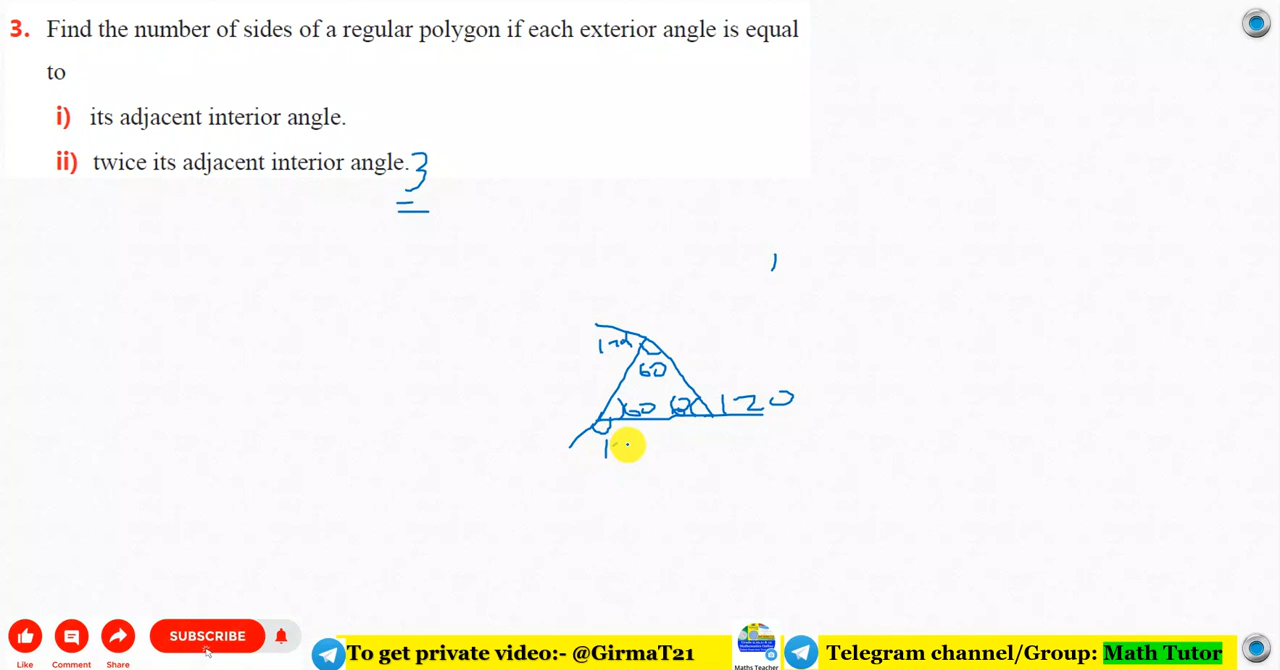 3. Find the number of sides of a regular polygon if each exterior angle is equal
to
i) its adjacent interior angle.
ii) twice its adjacent interior angle. 3
60
60 120
Like
Comment
Share
SUBSCRIBE
To get private video:- @GirmaT21
Maths Teacher
Telegram channel/Group: Math Tutor